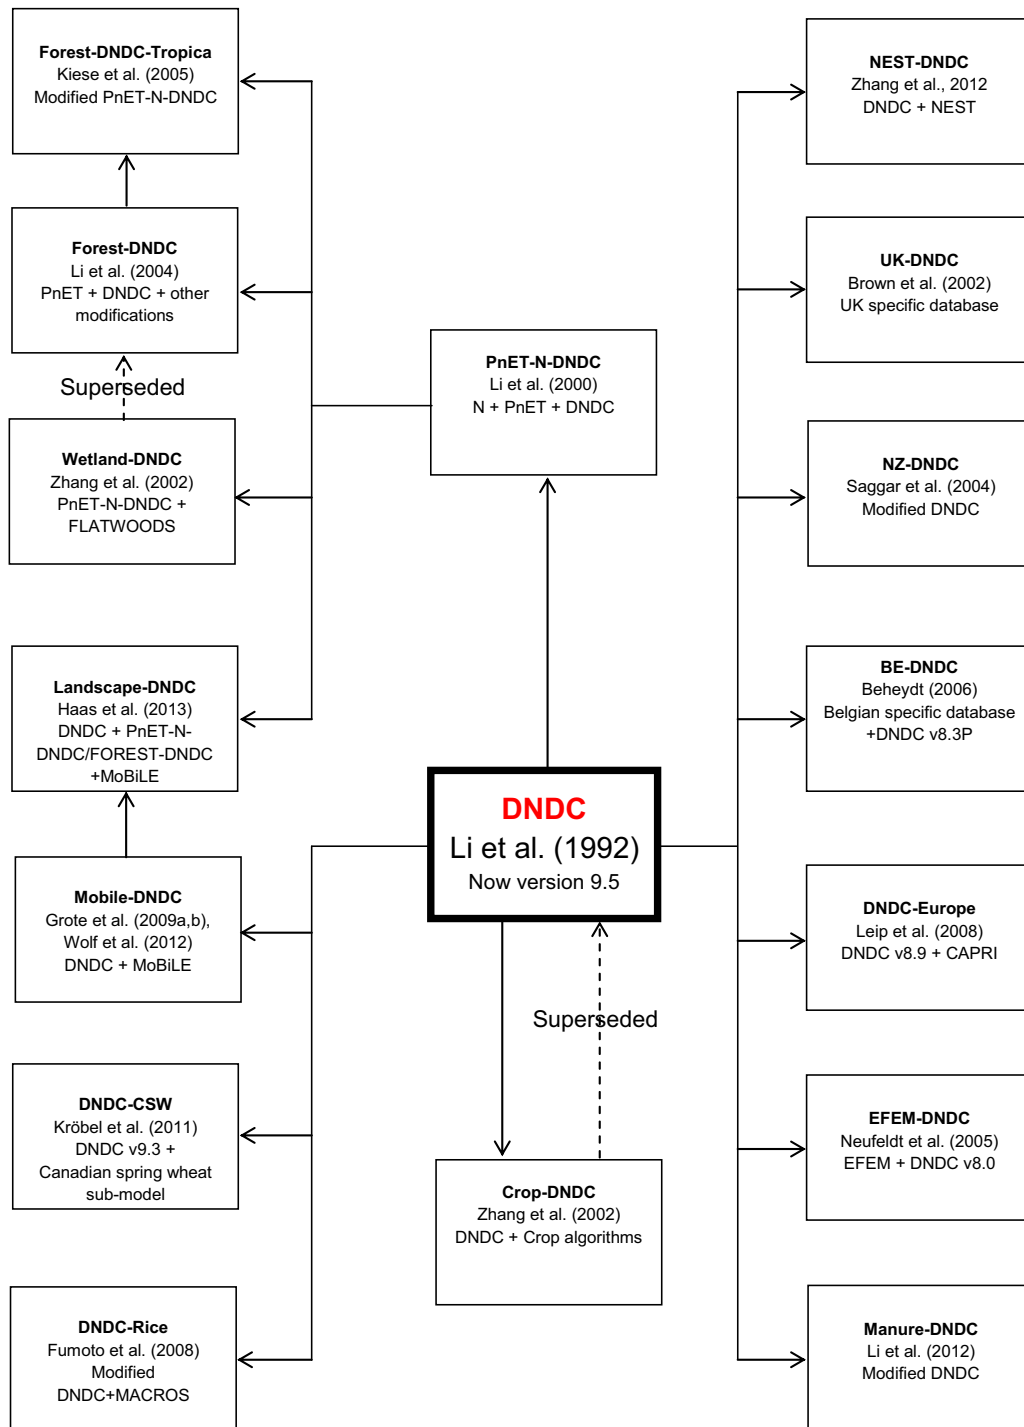 Forest-DNDC-Tropica
Kiese et al. (2005)
Modified PnET-N-DNDC
Forest-DNDC
Li et al. (2004)
PnET + DNDC + other
modifications
Superseded
Wetland-DNDC
Zhang et al. (2002)
PnET-N-DNDC +
FLATWOODS
Landscape-DNDC
Haas et al. (2013)
DNDC + PnET-N-
DNDC/FOREST-DNDC
+MoBiLE
Mobile-DNDC
Grote et al. (2009a,b),
Wolf et al. (2012)
DNDC + MoBiLE
DNDC-CSW
Kröbel et al. (2011)
DNDC v9.3 +
Canadian spring wheat
sub-model
DNDC-Rice
Fumoto et al. (2008)
Modified
DNDC+MACROS
PnET-N-DNDC
Li et al. (2000)
N + PnET + DNDC
DNDC
Li et al. (1992)
Now version 9.5
Superseded
Crop-DNDC
Zhang et al. (2002)
DNDC + Crop algorithms
NEST-DNDC
Zhang et al., 2012
DNDC + NEST
UK-DNDC
Brown et al. (2002)
UK specific database
NZ-DNDC
Saggar et al. (2004)
Modified DNDC
BE-DNDC
Beheydt (2006)
Belgian specific database
+DNDC v8.3P
DNDC-Europe
Leip et al. (2008)
DNDC v8.9 + CAPRI
EFEM-DNDC
Neufeldt et al. (2005)
EFEM + DNDC v8.0
Manure-DNDC
Li et al. (2012)
Modified DNDC